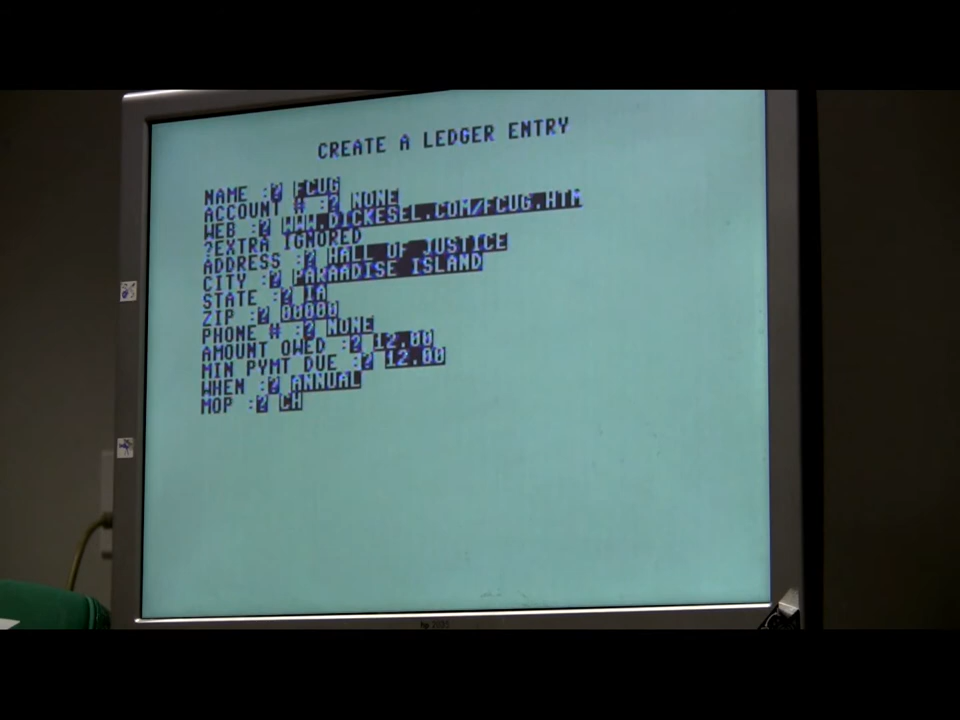 CREATE A LEDGER ENTRY
NAME :? FCUG
ACCOUNT # :? NONE
WEB :? WWW.DICKESEL.COM/FCUG.HTM
?EXTRA IGNORED
ADDRESS :? HALL OF JUSTICE
CITY :? PARAADISE ISLAND
STATE :? IA
ZIP :? 00000
PHONE # :? NONE
AMOUNT OWED :? 12.00
MIN PYMT DUE :? 12.00
WHEN :? ANNUAL
MOP :? CH
hp